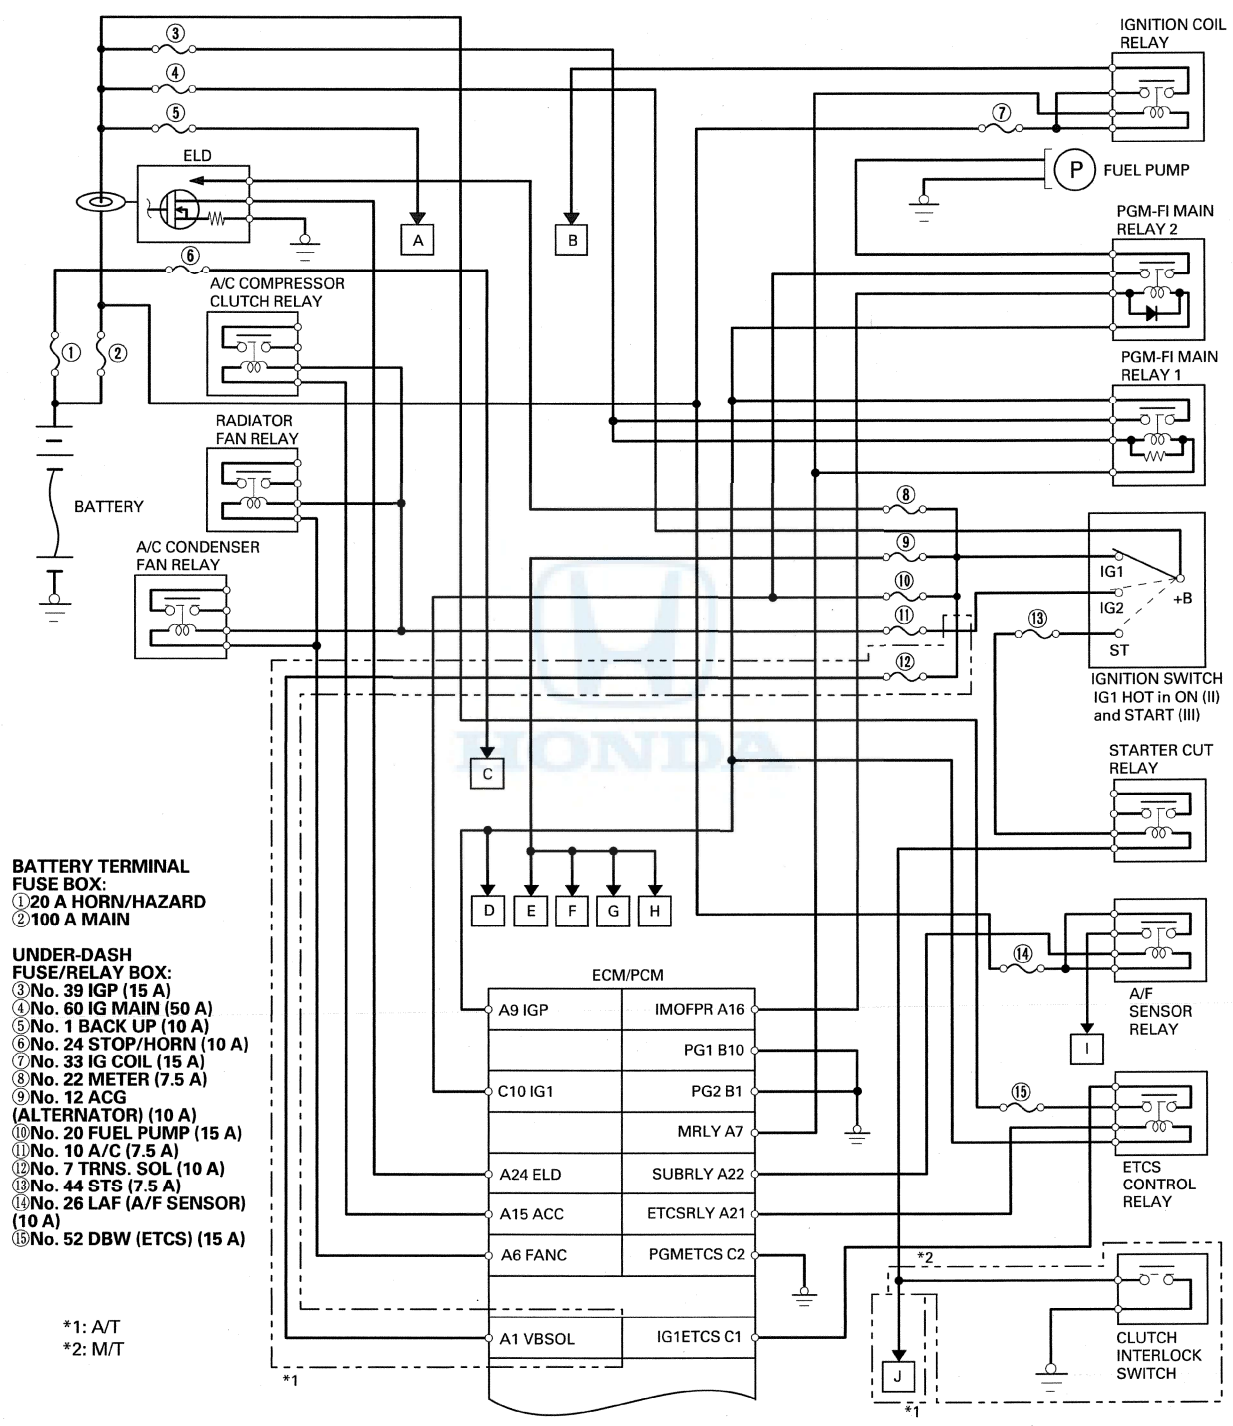 IGNITION COIL
RELAY
③
④
⑤
⑦
ELD
P
FUEL PUMP
A
B
PGM-FI MAIN
RELAY 2
⑥
A/C COMPRESSOR
CLUTCH RELAY
①
②
PGM-FI MAIN
RELAY 1
RADIATOR
FAN RELAY
BATTERY
⑧
A/C CONDENSER
FAN RELAY
⑨
IG1
⑩
+B
IG2
⑪
⑬
ST
⑫
IGNITION SWITCH
IG1 HOT in ON (II)
and START (III)
HONDA
C
STARTER CUT
RELAY
BATTERY TERMINAL
FUSE BOX:
①20 A HORN/HAZARD
②100 A MAIN
UNDER-DASH
FUSE/RELAY BOX:
③No. 39 IGP (15 A)
④No. 60 IG MAIN (50 A)
⑤No. 1 BACK UP (10 A)
⑥No. 24 STOP/HORN (10 A)
⑦No. 33 IG COIL (15 A)
⑧No. 22 METER (7.5 A)
⑨No. 12 ACG
(ALTERNATOR) (10 A)
⑩No. 20 FUEL PUMP (15 A)
⑪No. 10 A/C (7.5 A)
⑫No. 7 TRNS. SOL (10 A)
⑬No. 44 STS (7.5 A)
⑭No. 26 LAF (A/F SENSOR)
(10 A)
⑮No. 52 DBW (ETCS) (15 A)
*1: A/T
*2: M/T
D
E
F
G
H
⑭
A/F
SENSOR
RELAY
I
ECM/PCM
A9 IGP
IMOFPR A16
PG1 B10
C10 IG1
PG2 B1
MRLY A7
A24 ELD
SUBRLY A22
A15 ACC
ETCSRLY A21
A6 FANC
PGMETCS C2
A1 VBSOL
IG1ETCS C1
*1
⑮
ETCS
CONTROL
RELAY
*2
J
*1
CLUTCH
INTERLOCK
SWITCH